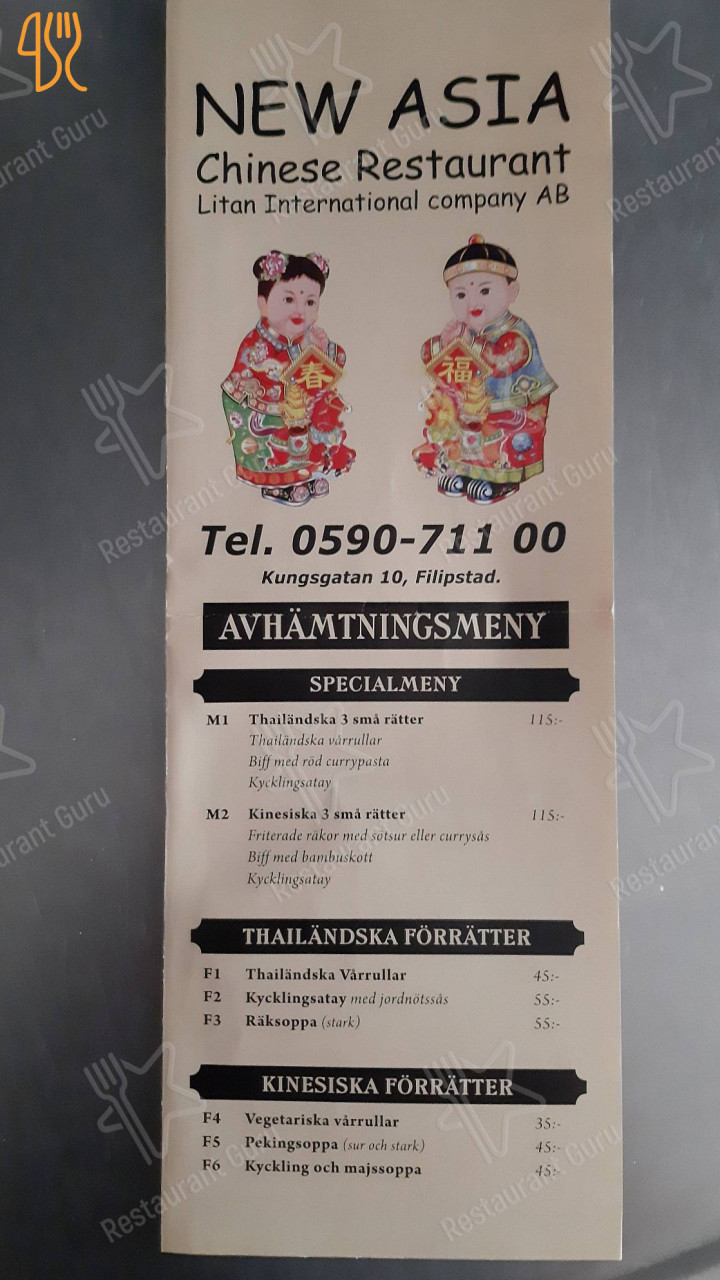 NEW ASIA
Chinese Restaurant
Litan International company AB
春 福
Tel. 0590-711 00
Kungsgatan 10, Filipstad.
AVHÄMTNINGSMENY
SPECIALMENY
M1 Thailändska 3 små rätter 115:-
Thailändska vårrullar
Biff med röd currypasta
Kycklingsatay
M2 Kinesiska 3 små rätter 115:-
Friterade räkor med sötsur eller currysås
Biff med bambuskott
Kycklingsatay
THAILÄNDSKA FÖRRÄTTER
F1 Thailändska Vårrullar 45:-
F2 Kycklingsatay med jordnötssås 55:-
F3 Räksoppa (stark) 55:-
KINESISKA FÖRRÄTTER
F4 Vegetariska vårrullar 35:-
F5 Pekingsoppa (sur och stark) 45:-
F6 Kyckling och majssoppa 45:-
Restaurant Guru